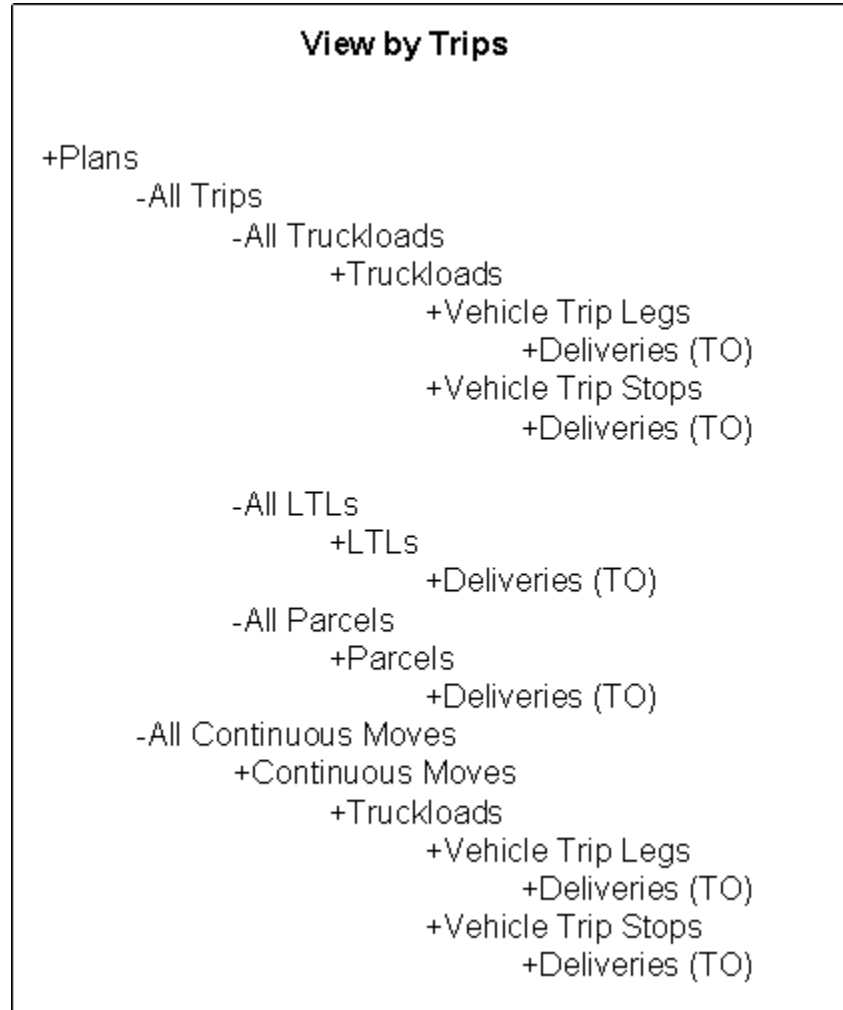 View by Trips
+Plans
-All Trips
-All Truckloads
+Truckloads
+Vehicle Trip Legs
+Deliveries (TO)
+Vehicle Trip Stops
+Deliveries (TO)
-All LTLs
+LTLs
+Deliveries (TO)
-All Parcels
+Parcels
+Deliveries (TO)
-All Continuous Moves
+Continuous Moves
+Truckloads
+Vehicle Trip Legs
+Deliveries (TO)
+Vehicle Trip Stops
+Deliveries (TO)